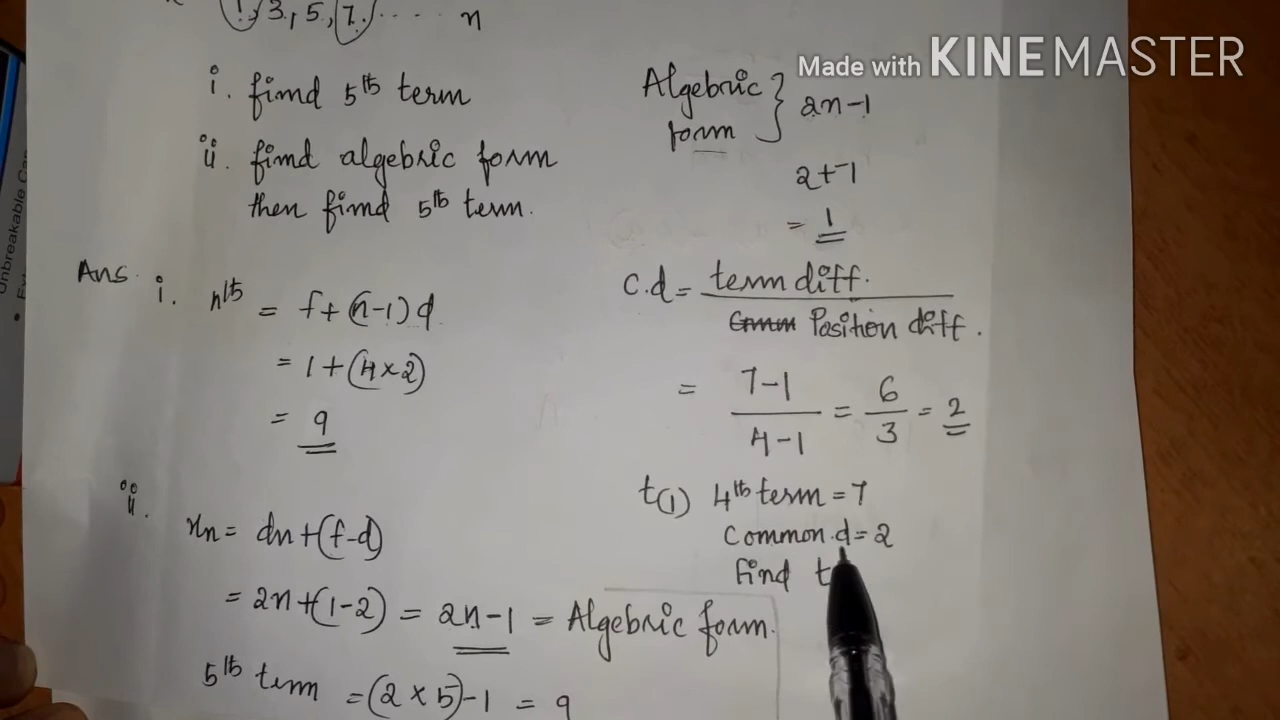 1, 3, 5, 7. ..... n
i. find 5th term
ii. find algebric form
then find 5th term.
Ans. i. nth = f+(n-1)d
= 1+(4×2)
= 9
ii. xn = dn+(f-d)
= 2n+(1-2) = 2n-1 = Algebric form.
5th term = (2×5)-1 = 9
Made with KINEMASTER
Algebric form } 2n-1
2+-1
= 1
c.d = term diff.
Position diff.
= 7-1 / 4-1 = 6/3 = 2
t(1) 4th term = 7
Common.d = 2
Find t
Unbreakable Car